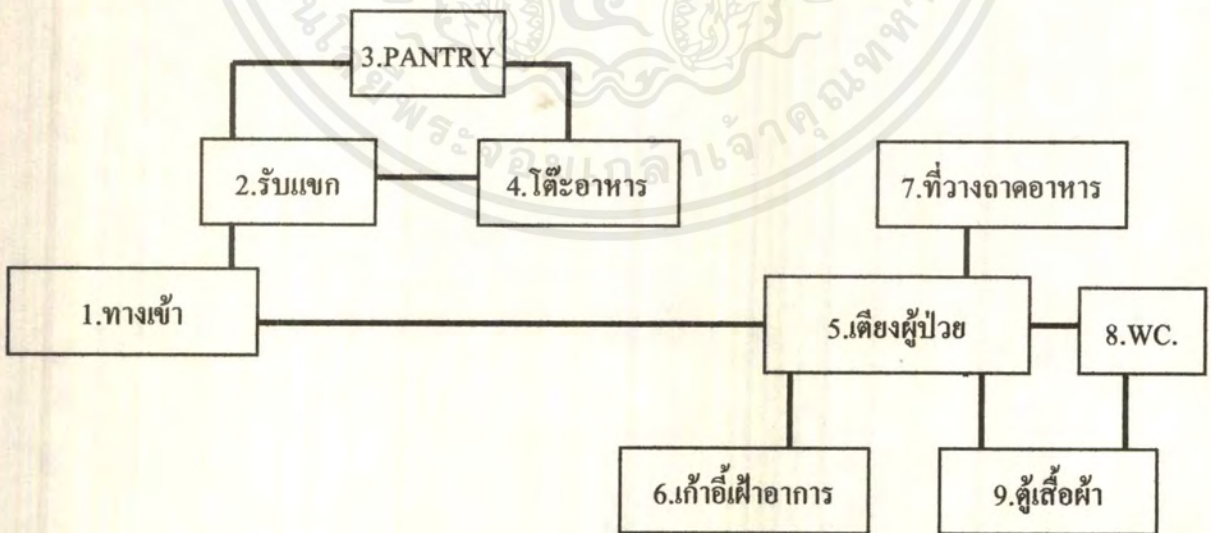 3.PANTRY
2.รับแขก
4.โต๊ะอาหาร
7.ที่วางถาดอาหาร
1.ทางเข้า
5.เตียงผู้ป่วย
8.WC.
6.เก้าอี้เฝ้าอาการ
9.ตู้เสื้อผ้า